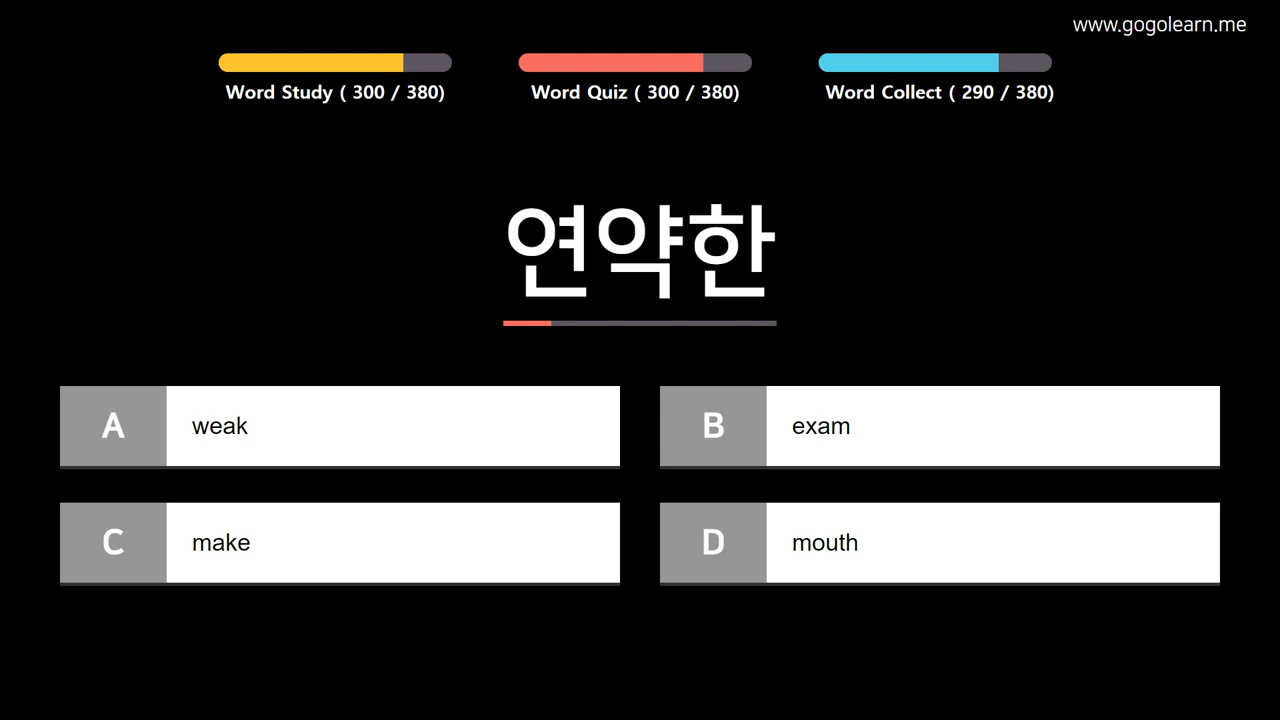 www.gogolearn.me
Word Study ( 300 / 380)
Word Quiz ( 300 / 380)
Word Collect ( 290 / 380)
연약한
A weak
B exam
C make
D mouth